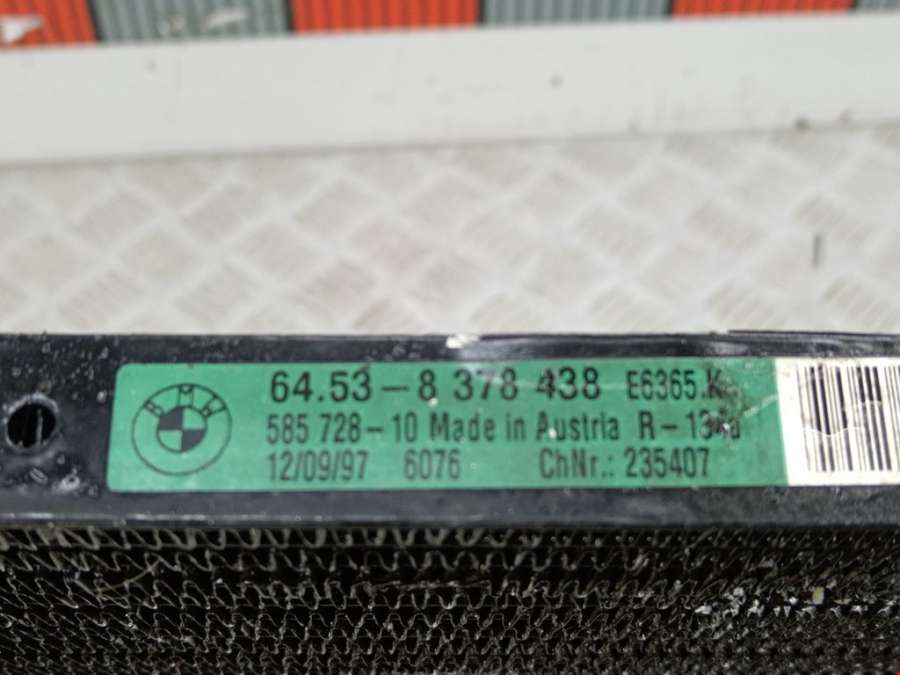 BMW
64.53-8 378 438 E6365.K
585 728-10 Made in Austria R-134a
12/09/97 6076 ChNr.: 235407